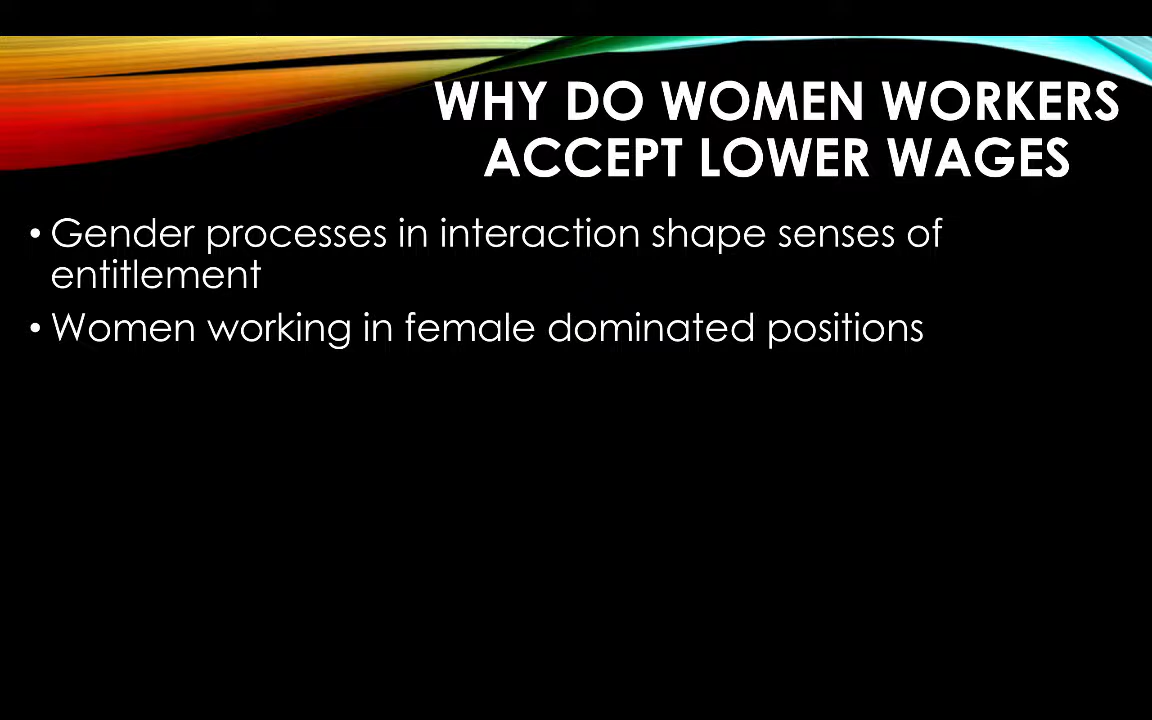 WHY DO WOMEN WORKERS
ACCEPT LOWER WAGES
• Gender processes in interaction shape senses of
entitlement
• Women working in female dominated positions